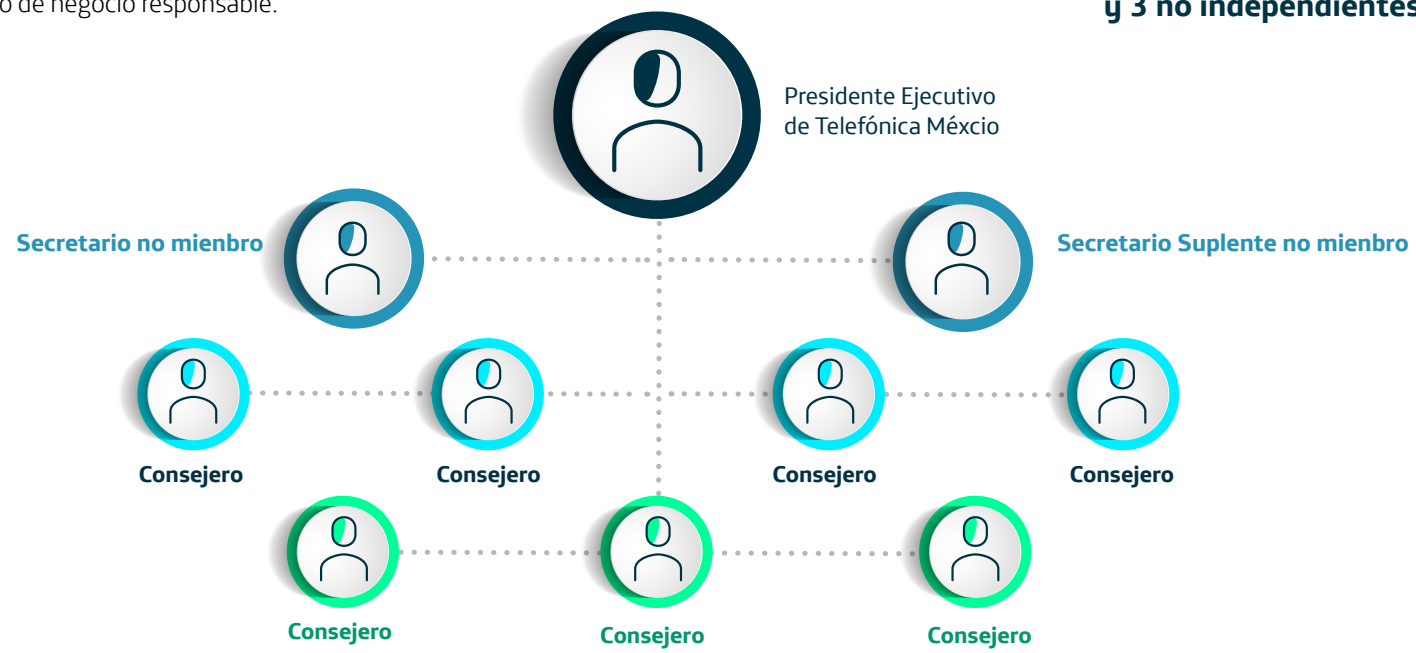 o de negocio responsable.
y 3 no independientes
Presidente Ejecutivo
de Telefónica Méxcio
Secretario no mienbro
Secretario Suplente no mienbro
Consejero
Consejero
Consejero
Consejero
Consejero
Consejero
Consejero